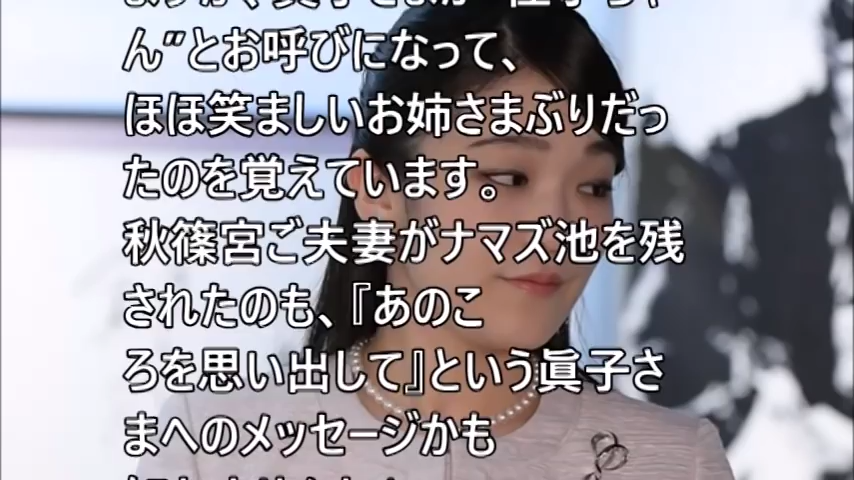 ん”とお呼びになって、
ほほ笑ましいお姉さまぶりだっ
たのを覚えています。
秋篠宮ご夫妻がナマズ池を残
されたのも、『あのこ
ろを思い出して』という眞子さ
まへのメッセージかも